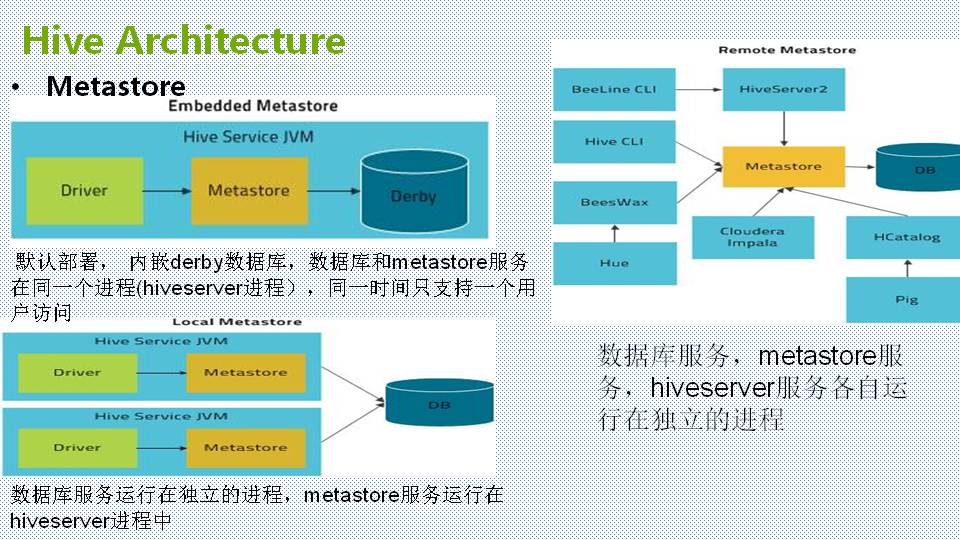 Hive Architecture
• Metastore
Embedded Metastore
Hive Service JVM
Driver
Metastore
Derby
默认部署， 内嵌derby数据库，数据库和metastore服务
在同一个进程(hiveserver进程），同一时间只支持一个用
户访问
Local Metastore
Hive Service JVM
Driver
Metastore
DB
Hive Service JVM
Driver
Metastore
数据库服务运行在独立的进程，metastore服务运行在
hiveserver进程中
Remote Metastore
BeeLine CLI
HiveServer2
Hive CLI
Metastore
DB
BeesWax
Cloudera
Impala
HCatalog
Hue
Pig
数据库服务，metastore服
务，hiveserver服务各自运
行在独立的进程